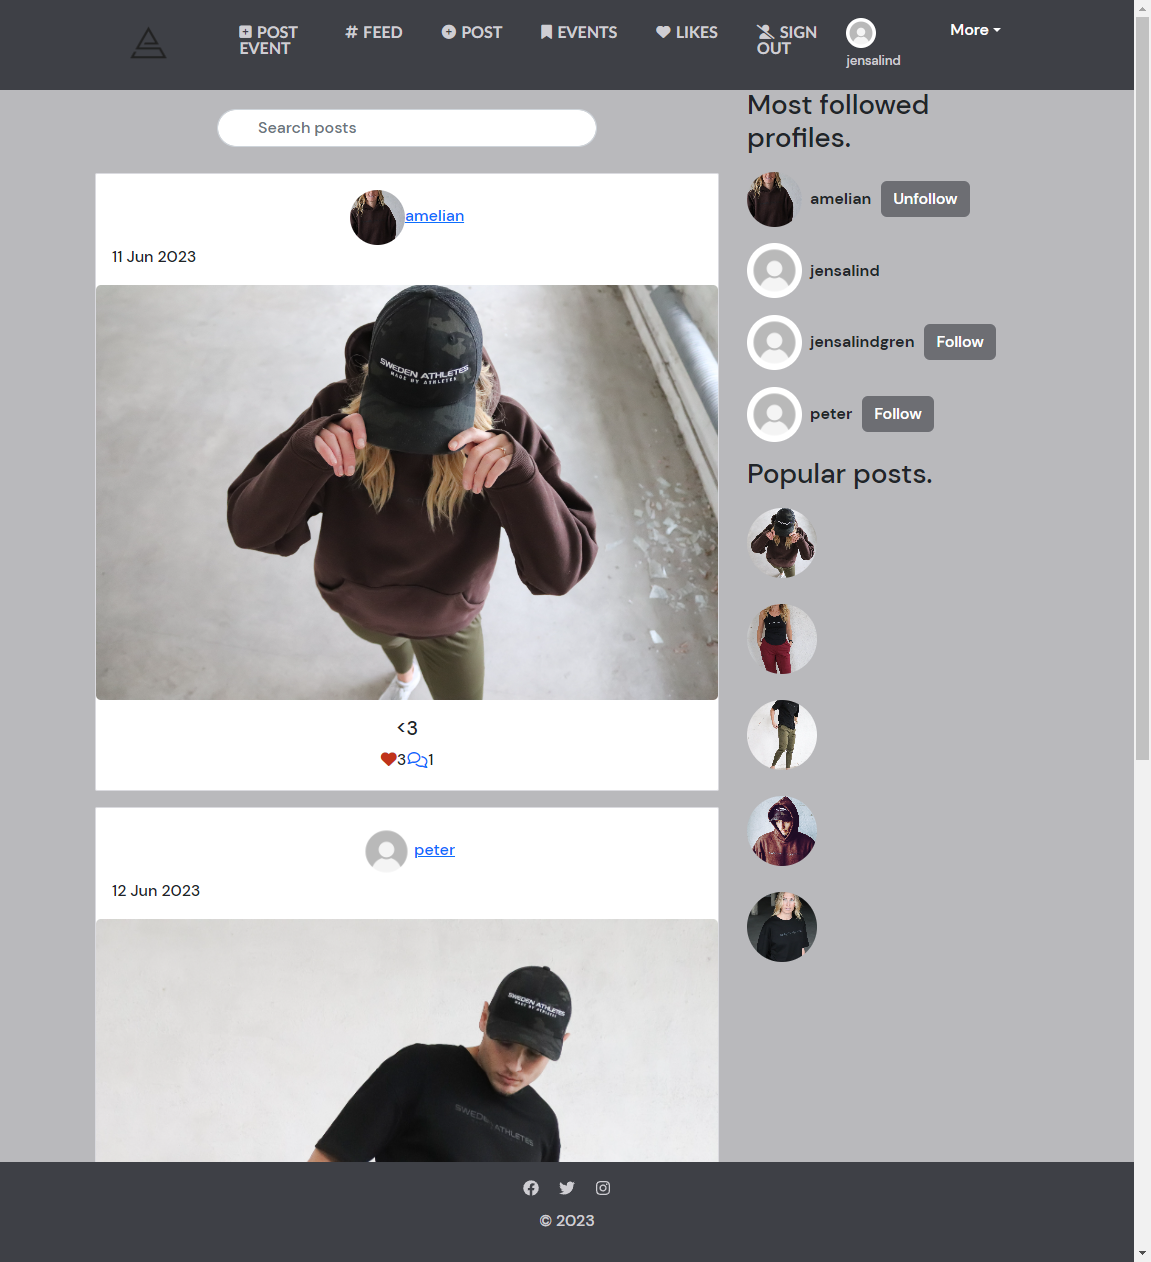 POST EVENT
FEED
POST
EVENTS
LIKES
SIGN OUT
jensalind
More
Search posts
amelian
11 Jun 2023
SWEDEN ATHLETES
MADE BY ATHLETES
<3
3 1
peter
12 Jun 2023
SWEDEN ATHLETES
MADE BY ATHLETES
SWEDEN ATHLETES
Most followed
profiles.
amelian Unfollow
jensalind
jensalindgren Follow
peter Follow
Popular posts.
© 2023